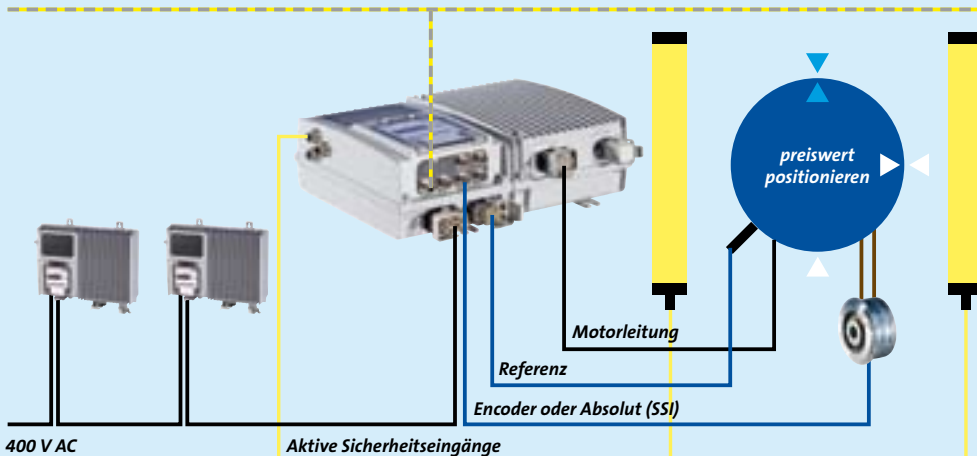 preiswert
positionieren
Motorleitung
Referenz
Encoder oder Absolut (SSI)
400 V AC
Aktive Sicherheitseingänge